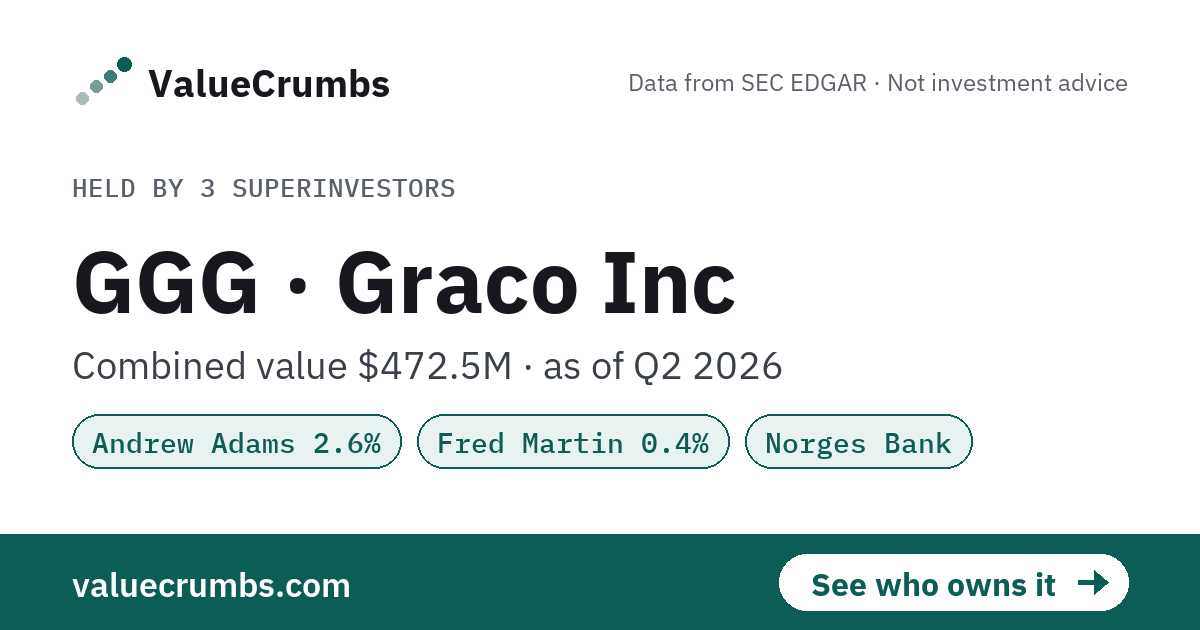 ValueCrumbs
Data from SEC EDGAR · Not investment advice
HELD BY 3 SUPERINVESTORS
GGG · Graco Inc
Combined value $472.5M · as of Q2 2026
Andrew Adams 2.6% Fred Martin 0.4% Norges Bank
valuecrumbs.com
See who owns it →